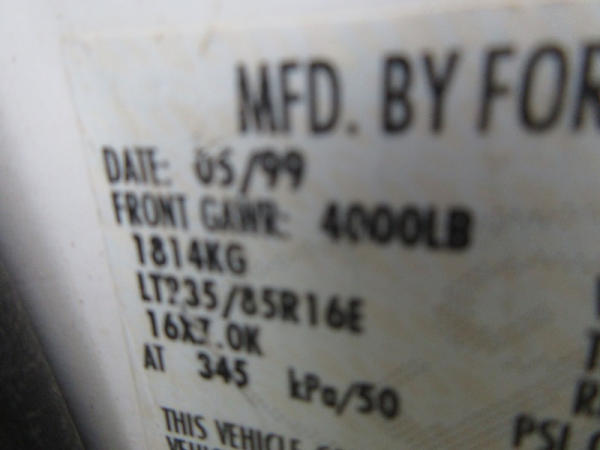 MFD. BY FOR
DATE: 05/99
FRONT GAWR: 4000LB
1814KG
LT235/85R16E
16X7.0K
AT 345 kPa/50
THIS VEHICLE
PSI